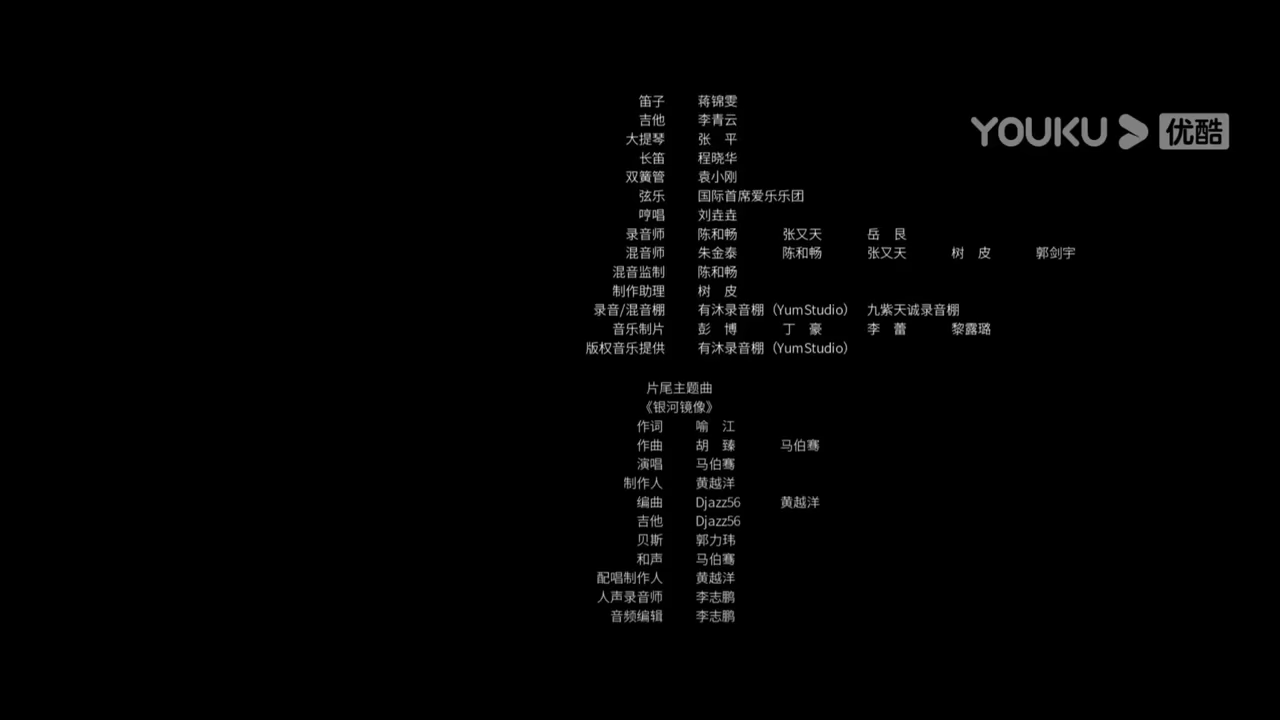 笛子 蒋锦雯
吉他 李青云
YOUKU 优酷
大提琴 张 平
长笛 程晓华
双簧管 袁小刚
弦乐 国际首席爱乐乐团
哼唱 刘垚垚
录音师 陈和畅 张又天 岳 艮
混音师 朱金泰 陈和畅 张又天 树 皮 郭剑宇
混音监制 陈和畅
制作助理 树 皮
录音/混音棚 有沐录音棚（YumStudio） 九紫天诚录音棚
音乐制片 彭 博 丁 豪 李 蕾 黎露璐
版权音乐提供 有沐录音棚（YumStudio）
片尾主题曲
《银河镜像》
作词 喻 江
作曲 胡 臻 马伯骞
演唱 马伯骞
制作人 黄越洋
编曲 Djazz56 黄越洋
吉他 Djazz56
贝斯 郭力玮
和声 马伯骞
配唱制作人 黄越洋
人声录音师 李志鹏
音频编辑 李志鹏